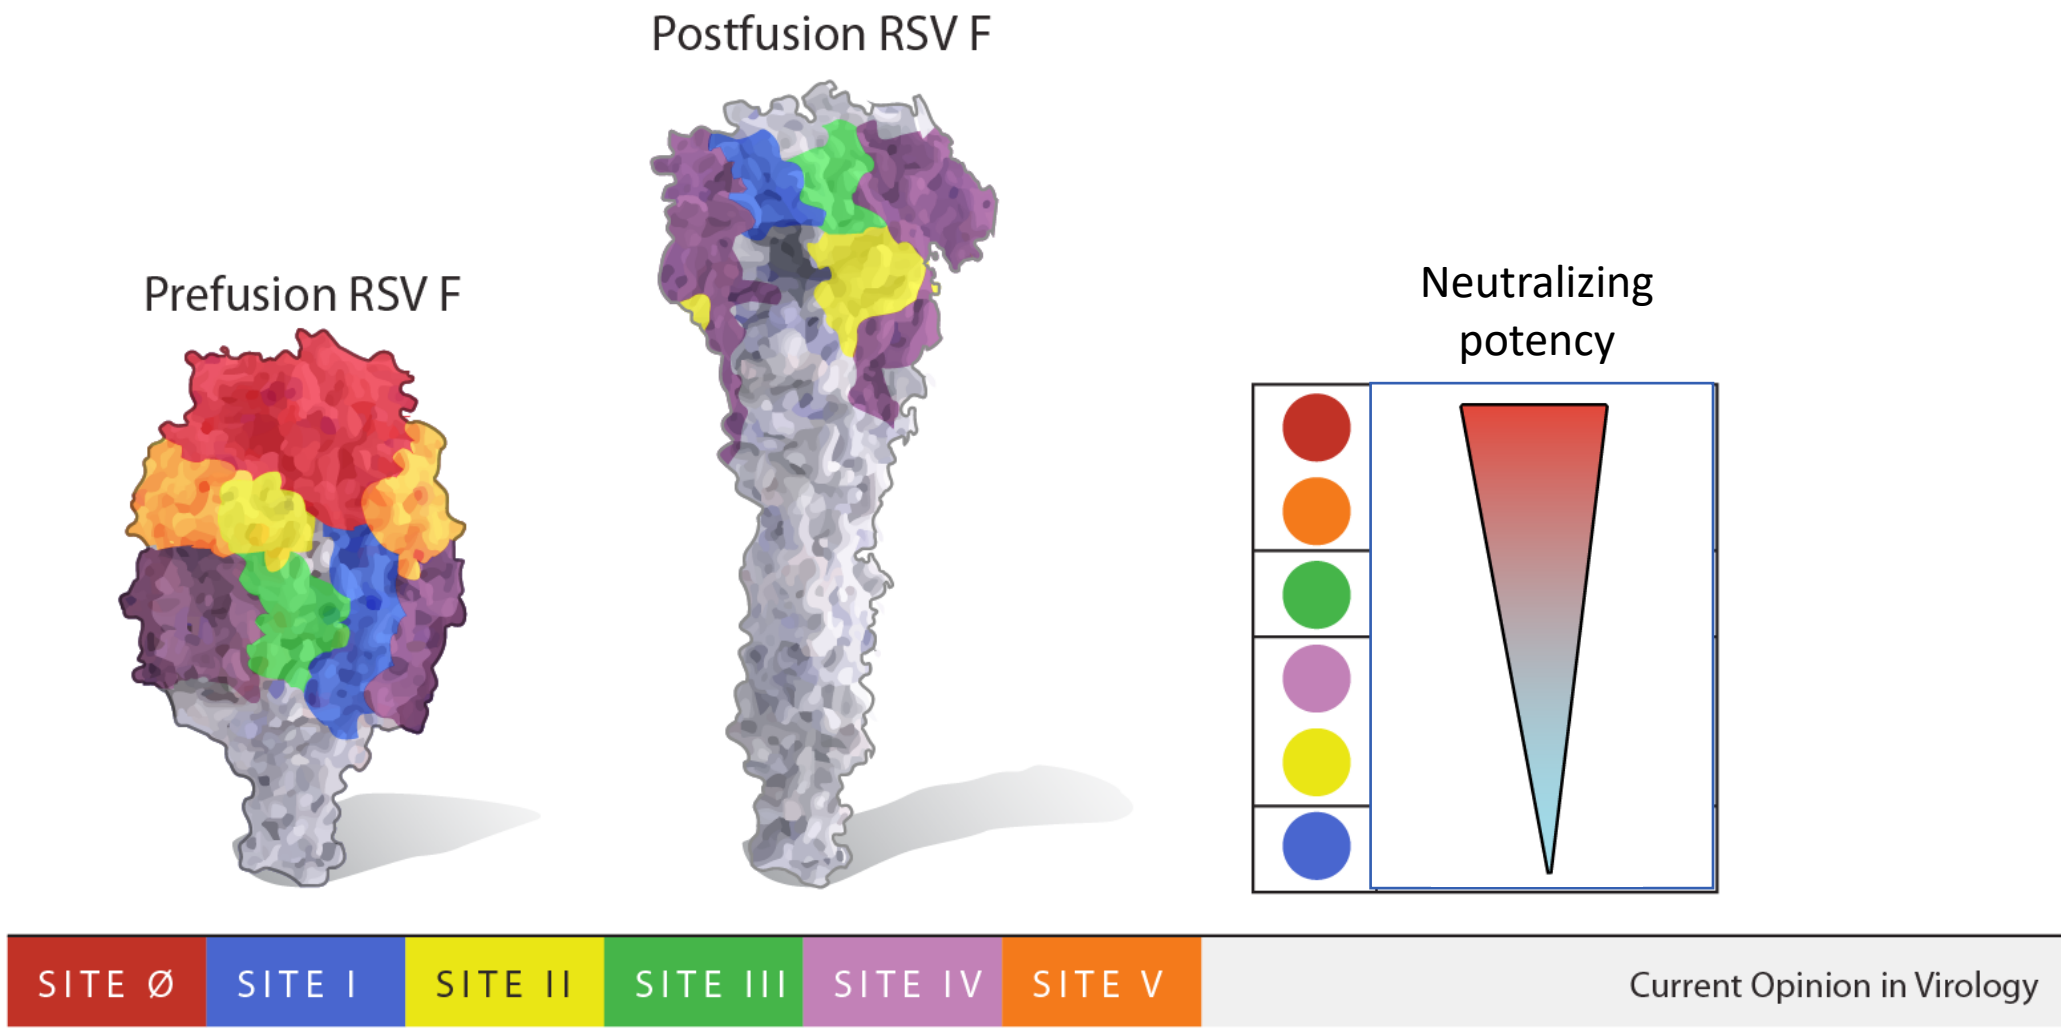 Postfusion RSV F
Prefusion RSV F
Neutralizing
potency
SITE Ø
SITE I
SITE II
SITE III
SITE IV
SITE V
Current Opinion in Virology